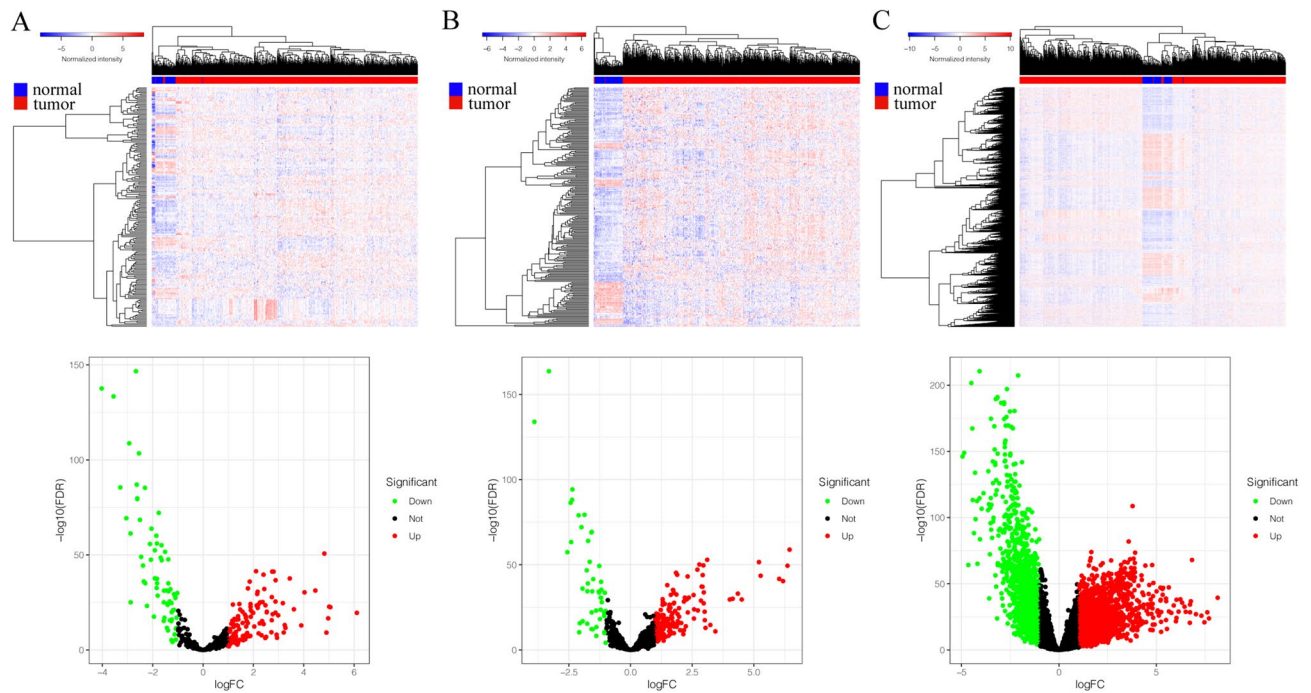 A
-5 0 5
Normalized intensity
normal
tumor
B
-6 -4 -2 0 2 4 6
Normalized intensity
normal
tumor
C
-10 -5 0 5 10
Normalized intensity
normal
tumor
150
100
50
0
-log10(FDR)
-4 -2 0 2 4 6
logFC
Significant
Down
Not
Up
150
100
50
0
-log10(FDR)
-2.5 0.0 2.5 5.0
logFC
Significant
Down
Not
Up
200
150
100
50
0
-log10(FDR)
-5 0 5
logFC
Significant
Down
Not
Up